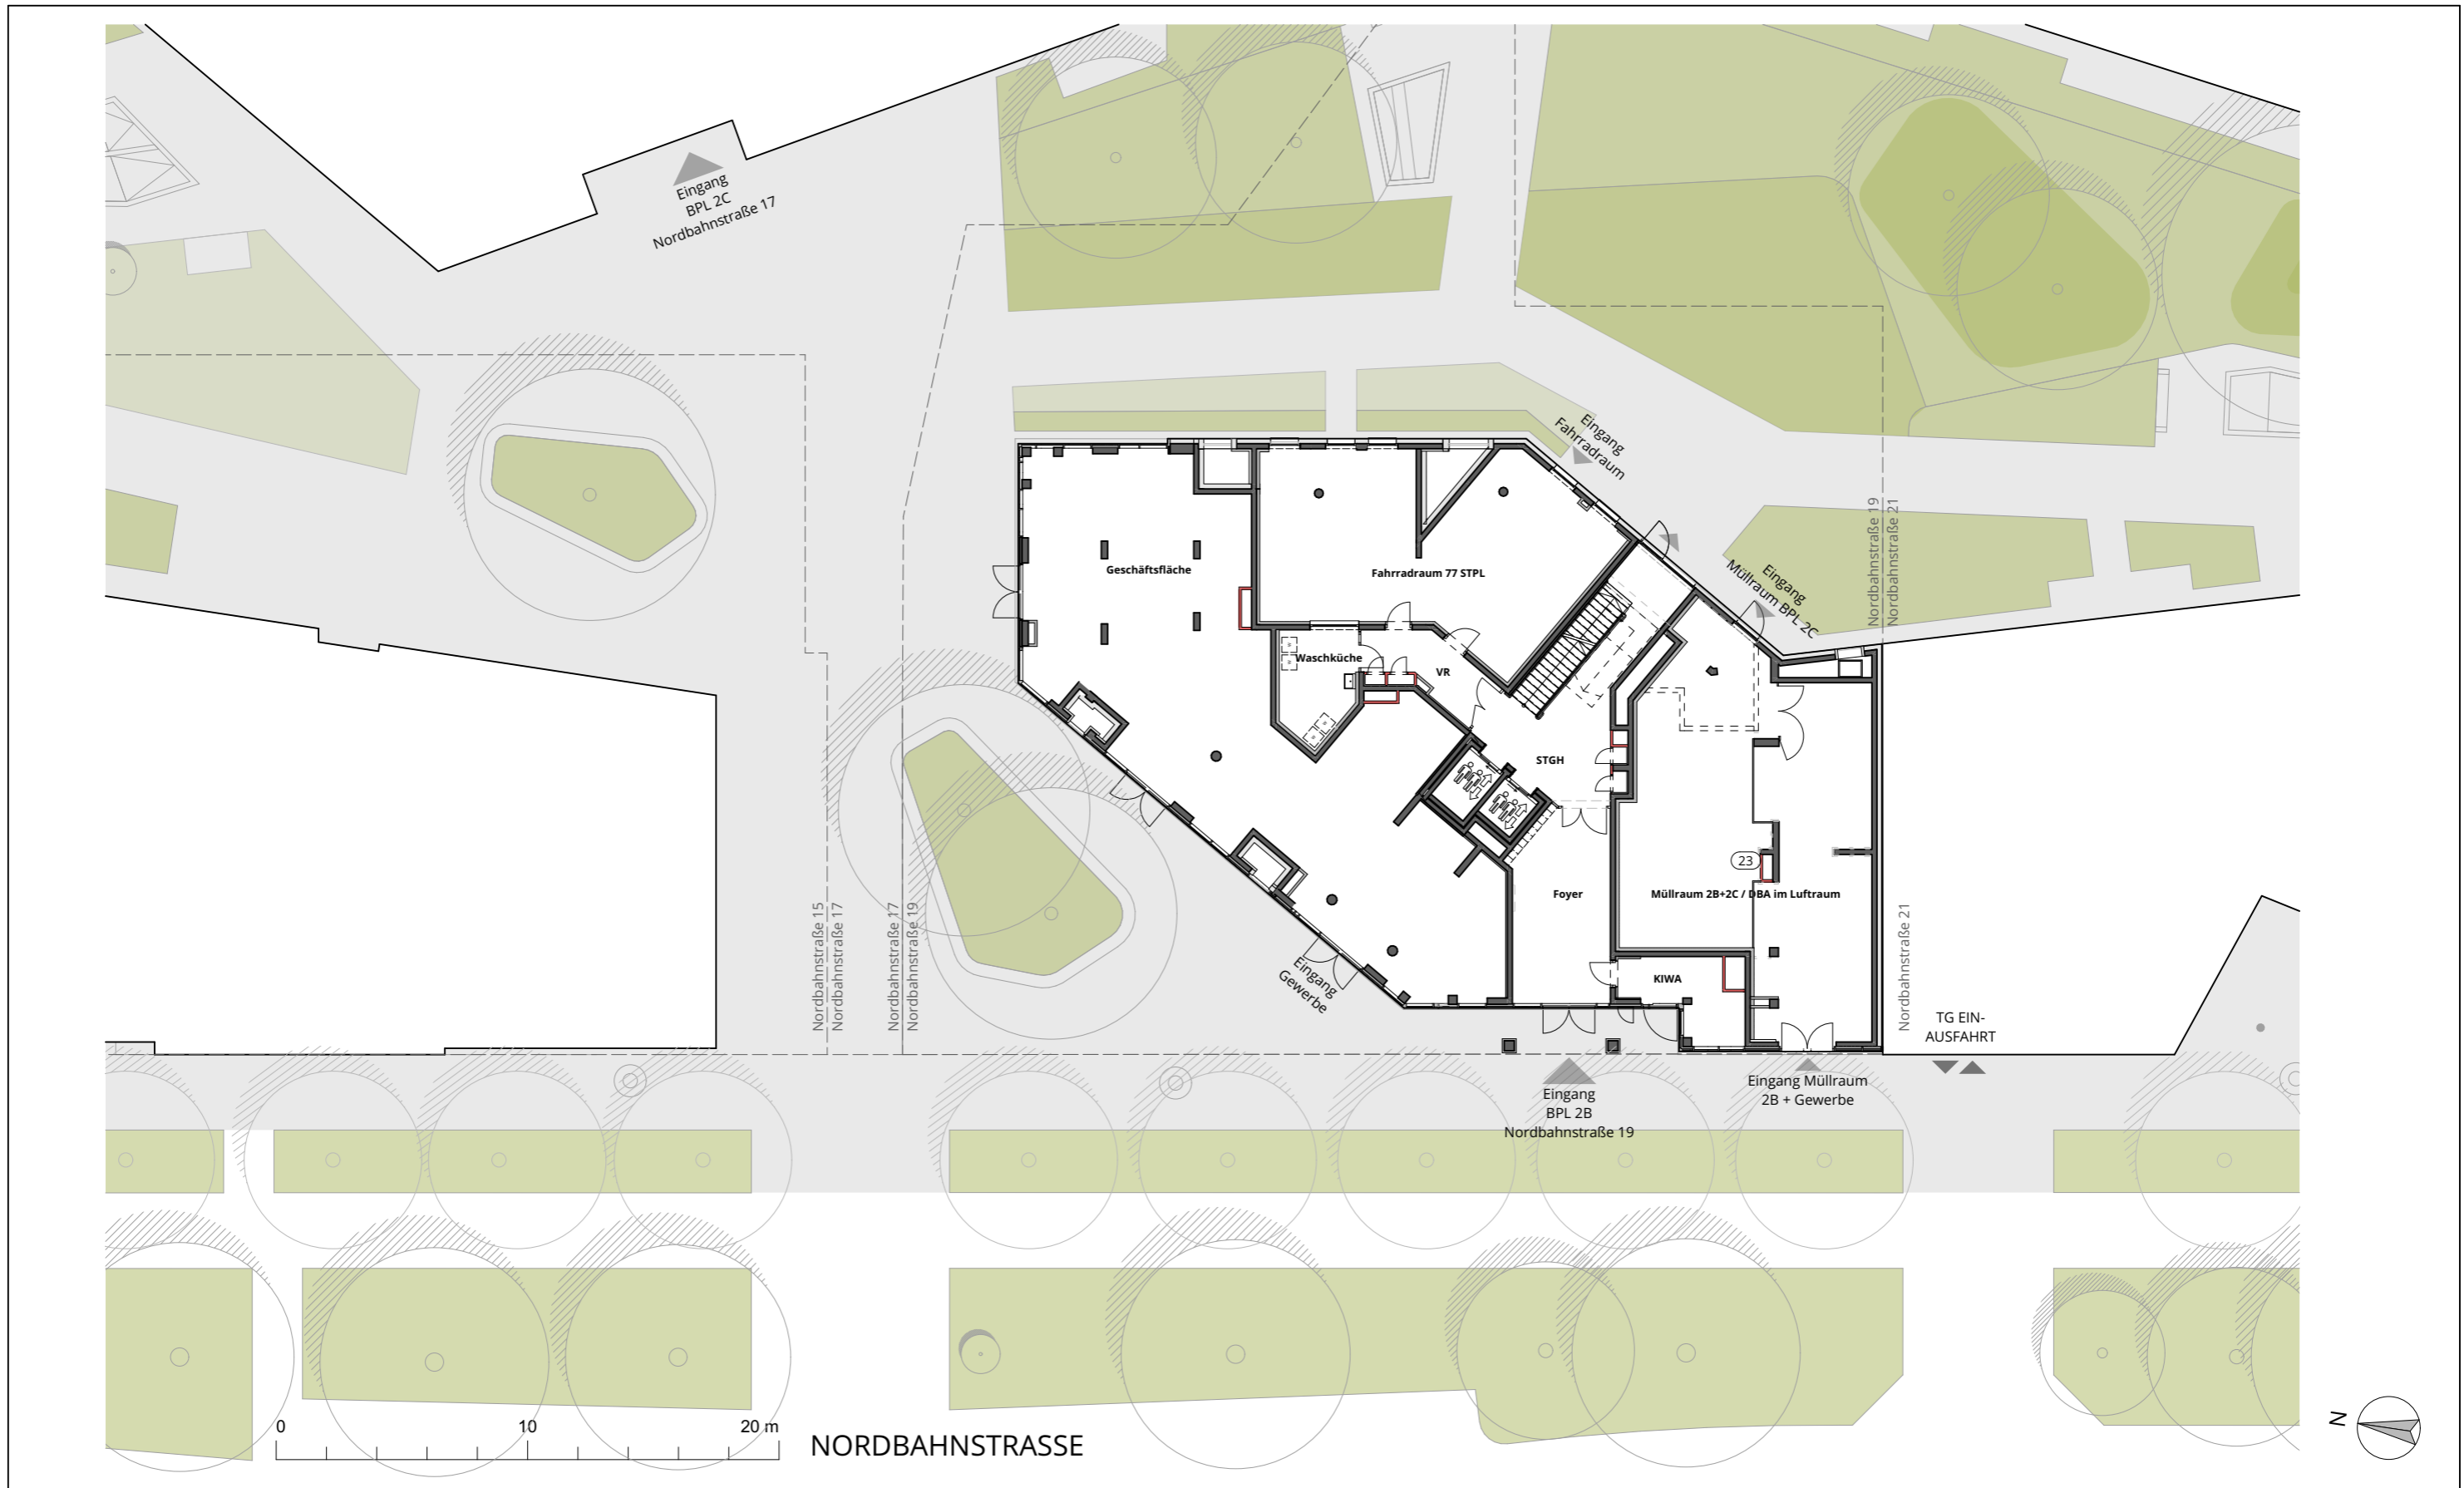 Eingang
BPL 2C
Nordbahnstraße 17
Eingang
Fahrradraum
Eingang
Müllraum BPL 2C
Nordbahnstraße 19
Nordbahnstraße 21
Geschäftsfläche
Fahrradraum 77 STPL
Waschküche
VR
STGH
23
Foyer
Müllraum 2B+2C / DBA im Luftraum
KIWA
Nordbahnstraße 15
Nordbahnstraße 17
Nordbahnstraße 17
Nordbahnstraße 19
Nordbahnstraße 21
Eingang
Gewerbe
TG EIN-
AUSFAHRT
Eingang
BPL 2B
Nordbahnstraße 19
Eingang Müllraum
2B + Gewerbe
0 10 20 m
NORDBAHNSTRASSE
N